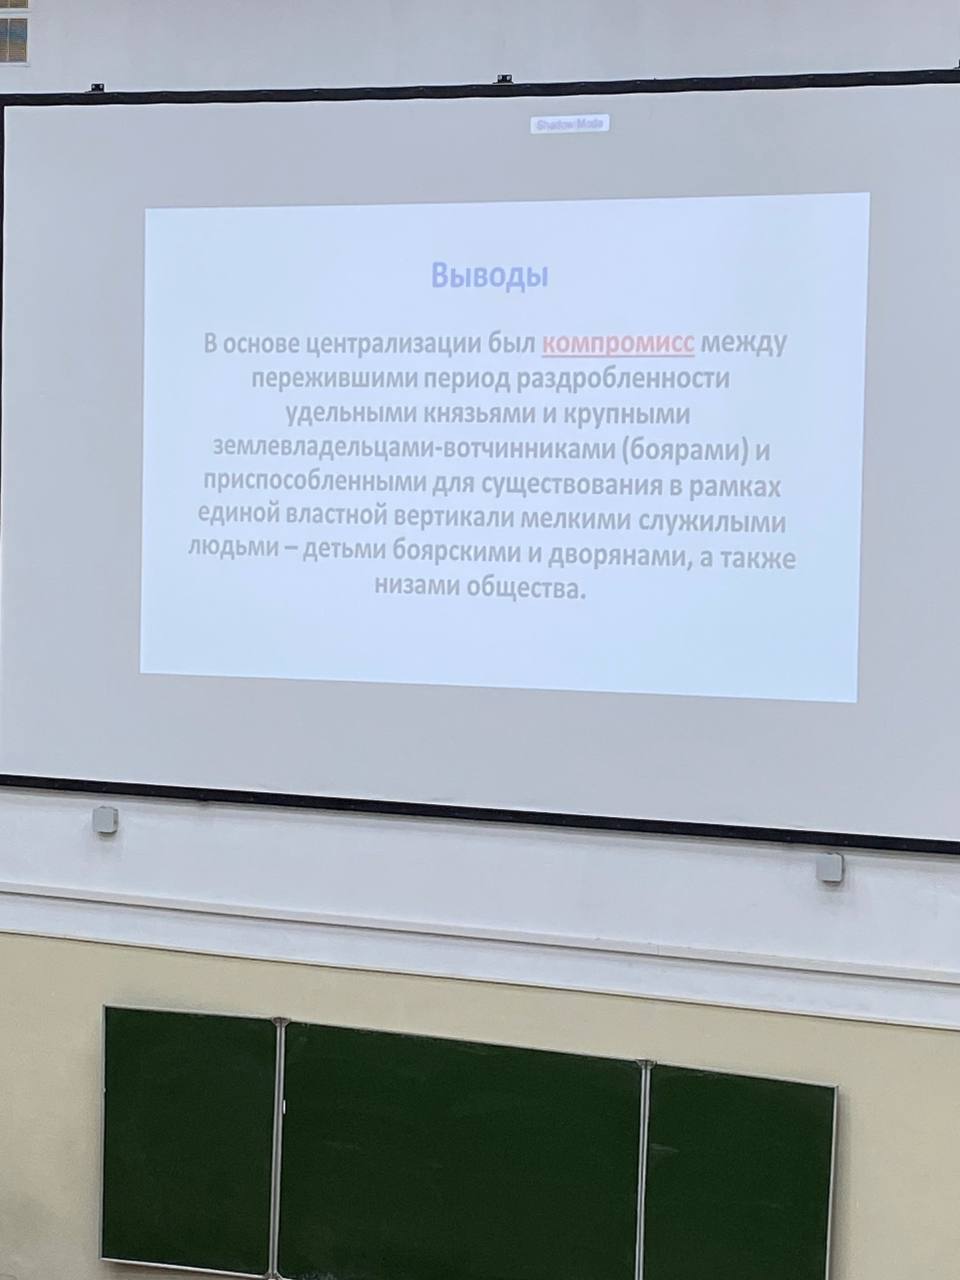 Shadow Mode
Выводы
В основе централизации был компромисс между
пережившими период раздробленности
удельными князьями и крупными
землевладельцами-вотчинниками (боярами) и
приспособленными для существования в рамках
единой властной вертикали мелкими служилыми
людьми – детьми боярскими и дворянами, а также
низами общества.